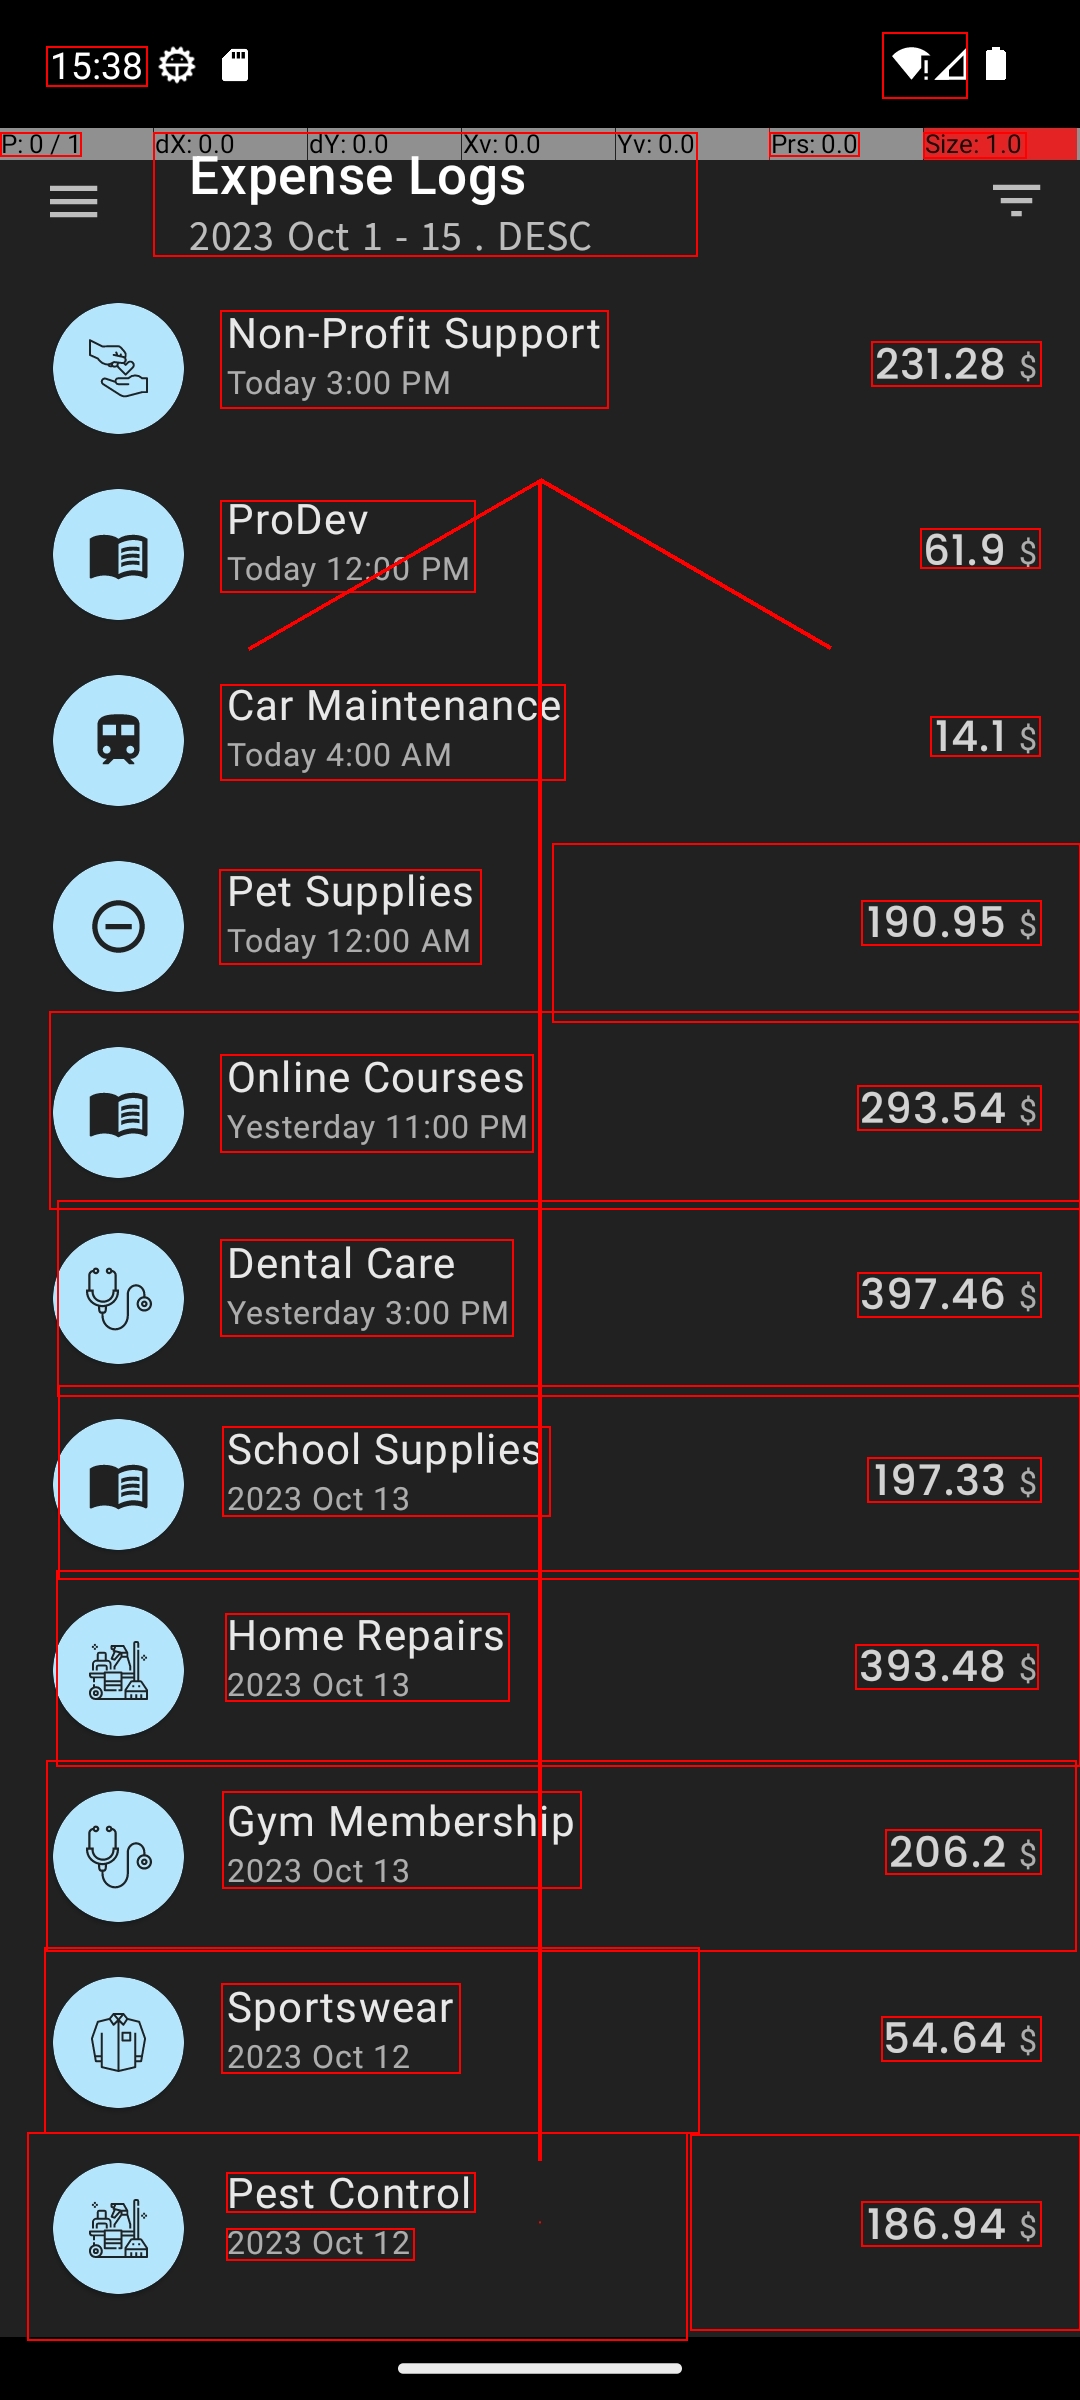 15:38
P: 0 / 1 dX: 0.0 dY: 0.0 Xv: 0.0 Yv: 0.0 Prs: 0.0 Size: 1.0
Expense Logs
2023 Oct 1 - 15 . DESC
Non-Profit Support
Today 3:00 PM
231.28 $
ProDev
Today 12:00 PM
61.9 $
Car Maintenance
Today 4:00 AM
14.1 $
Pet Supplies
Today 12:00 AM
190.95 $
Online Courses
Yesterday 11:00 PM
293.54 $
Dental Care
Yesterday 3:00 PM
397.46 $
School Supplies
2023 Oct 13
197.33 $
Home Repairs
2023 Oct 13
393.48 $
Gym Membership
2023 Oct 13
206.2 $
Sportswear
2023 Oct 12
54.64 $
Pest Control
2023 Oct 12
186.94 $